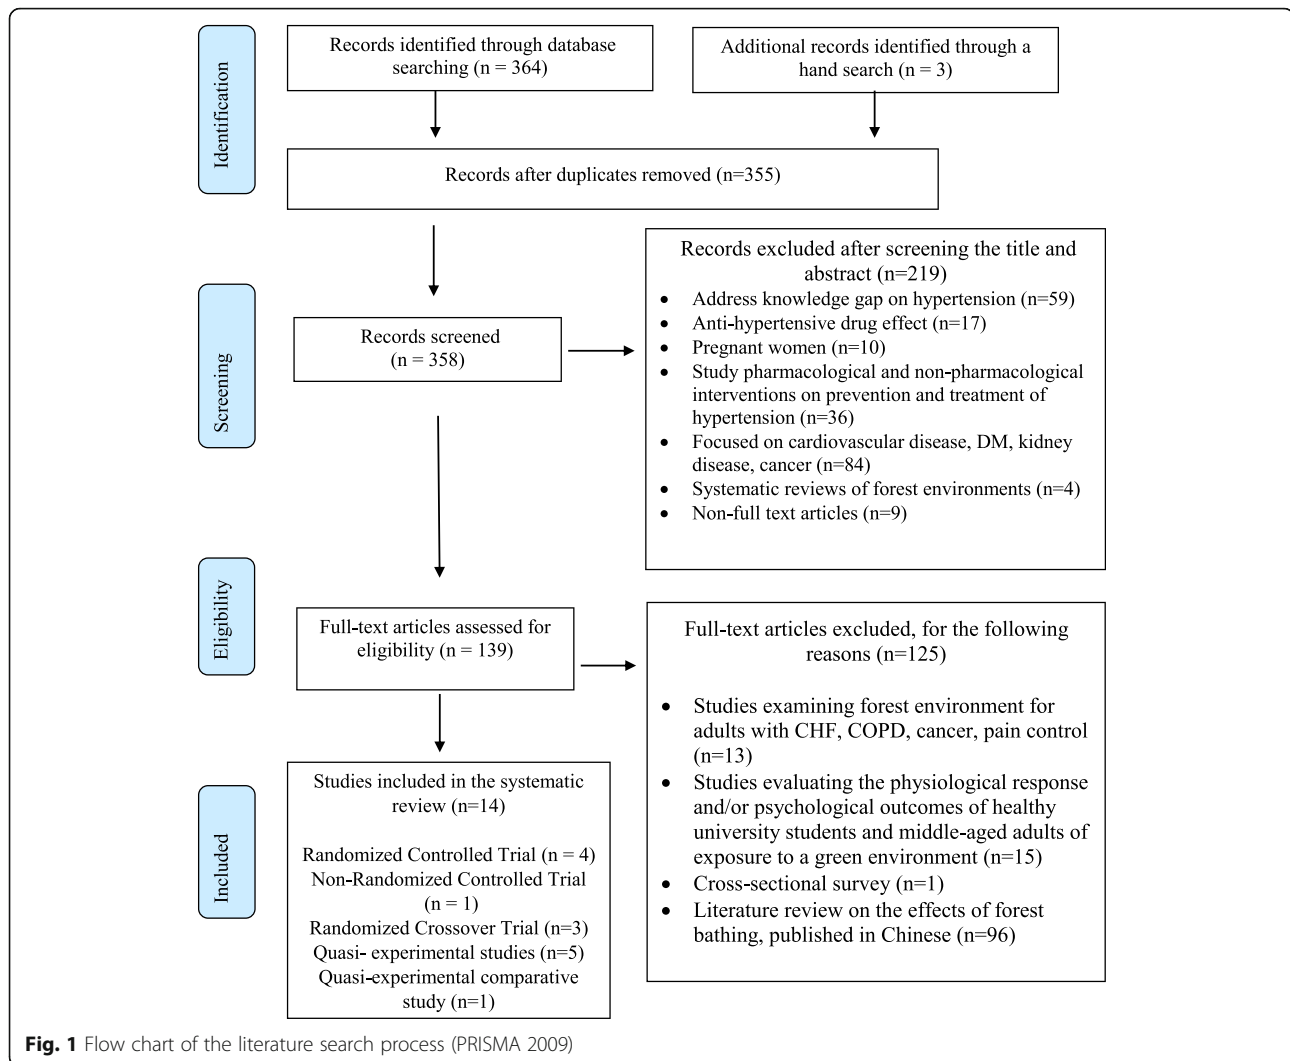 Identification
Records identified through database
searching (n = 364)
Additional records identified through a
hand search (n = 3)
Records after duplicates removed (n=355)
Screening
Records screened
(n = 358)
Records excluded after screening the title and
abstract (n=219)
• Address knowledge gap on hypertension (n=59)
• Anti-hypertensive drug effect (n=17)
• Pregnant women (n=10)
• Study pharmacological and non-pharmacological
interventions on prevention and treatment of
hypertension (n=36)
• Focused on cardiovascular disease, DM, kidney
disease, cancer (n=84)
• Systematic reviews of forest environments (n=4)
• Non-full text articles (n=9)
Eligibility
Full-text articles assessed for
eligibility (n = 139)
Full-text articles excluded, for the following
reasons (n=125)
• Studies examining forest environment for
adults with CHF, COPD, cancer, pain control
(n=13)
• Studies evaluating the physiological response
and/or psychological outcomes of healthy
university students and middle-aged adults of
exposure to a green environment (n=15)
• Cross-sectional survey (n=1)
• Literature review on the effects of forest
bathing, published in Chinese (n=96)
Included
Studies included in the systematic
review (n=14)
Randomized Controlled Trial (n = 4)
Non-Randomized Controlled Trial
(n = 1)
Randomized Crossover Trial (n=3)
Quasi- experimental studies (n=5)
Quasi-experimental comparative
study (n=1)
Fig. 1 Flow chart of the literature search process (PRISMA 2009)